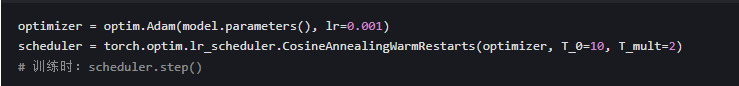 optimizer = optim.Adam(model.parameters(), lr=0.001)
scheduler = torch.optim.lr_scheduler.CosineAnnealingWarmRestarts(optimizer, T_0=10, T_mult=2)
# 训练时：scheduler.step()